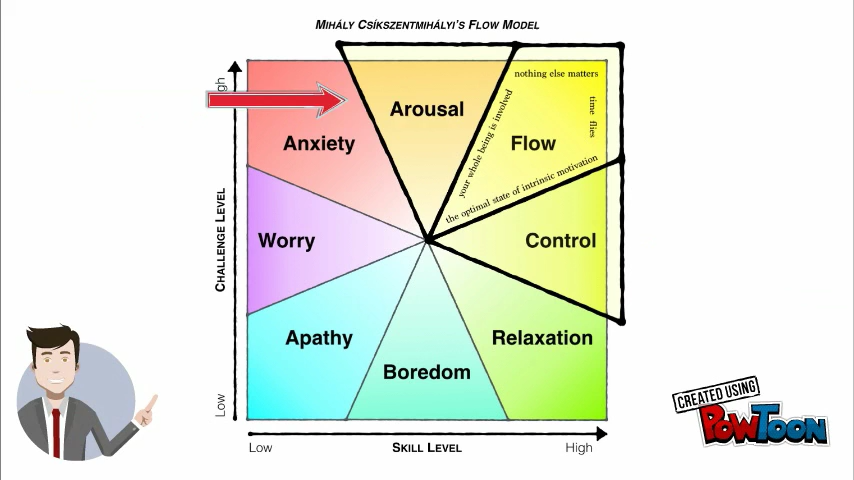 MIHÁLY CSÍKSZENTMIHÁLYI'S FLOW MODEL
nothing else matters
time flies
your whole being is involved
the optimal state of intrinsic motivation
Arousal
Anxiety
Flow
Worry
Control
Apathy
Relaxation
Boredom
CHALLENGE LEVEL
Low
Low
SKILL LEVEL
High
CREATED USING
POWTOON